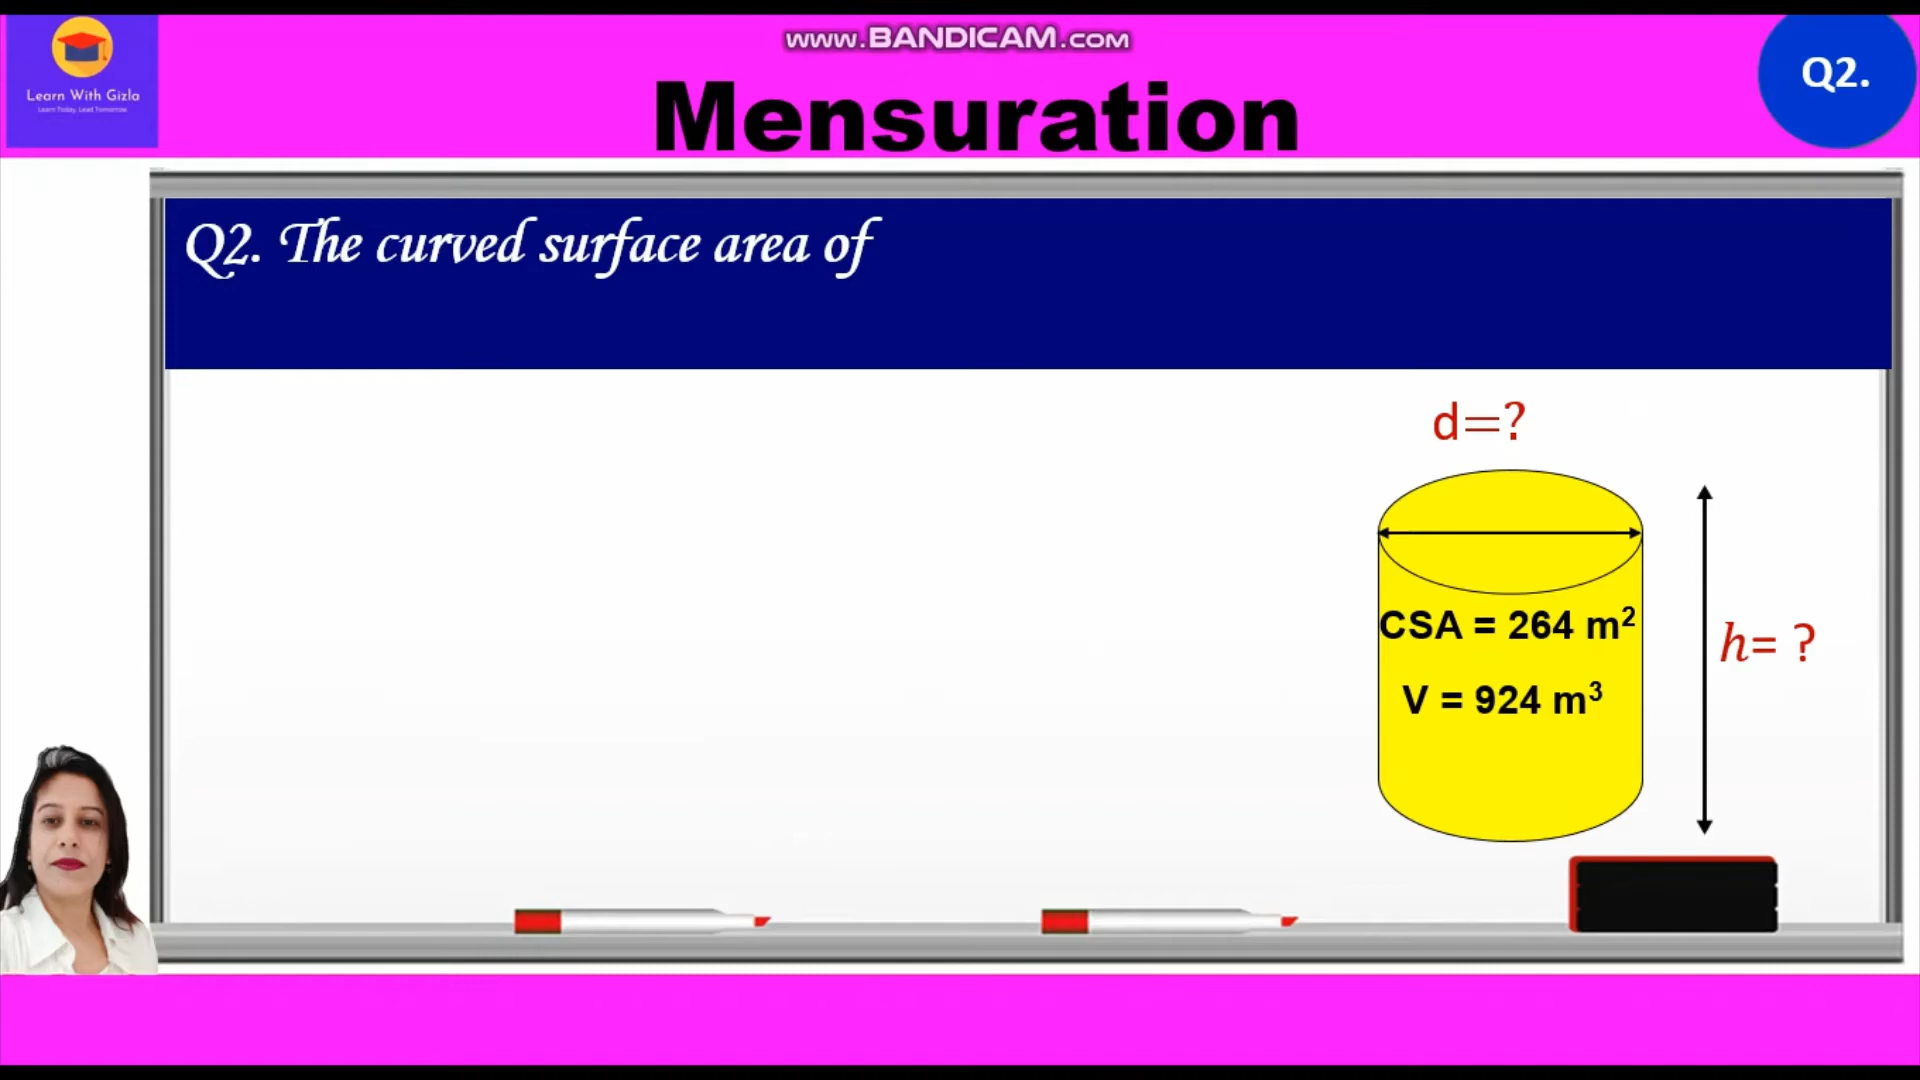 www.BANDICAM.com
Learn With Gizla
Learn Today, Lead Tomorrow
Mensuration
Q2.
Q2. The curved surface area of
d=?
CSA = 264 m²
h= ?
V = 924 m³